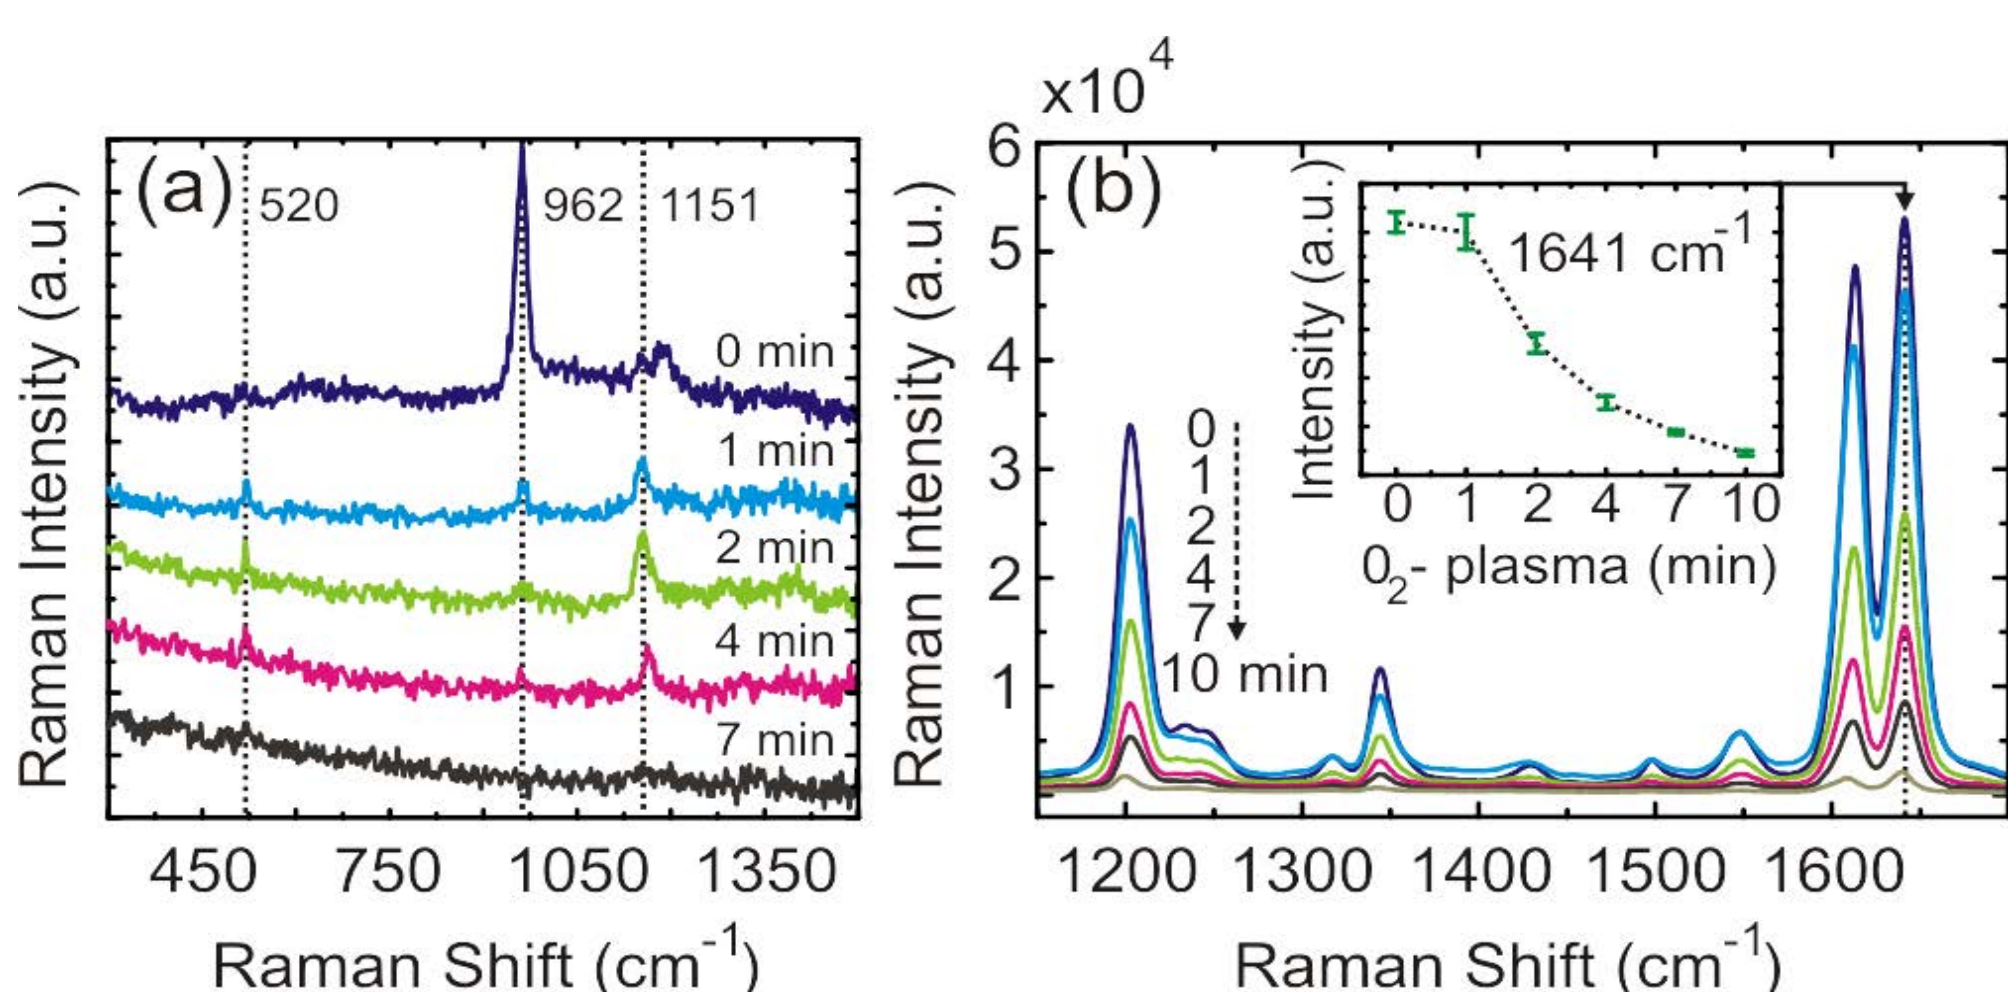 (a)
520
962
1151
0 min
1 min
2 min
4 min
7 min
Raman Intensity (a.u.)
450 750 1050 1350
Raman Shift (cm⁻¹)
x10⁴
(b)
6
5
4
3
2
1
Raman Intensity (a.u.)
0
1
2
4
7
10 min
Intensity (a.u.)
1641 cm⁻¹
0 1 2 4 7 10
0₂- plasma (min)
1200 1300 1400 1500 1600
Raman Shift (cm⁻¹)